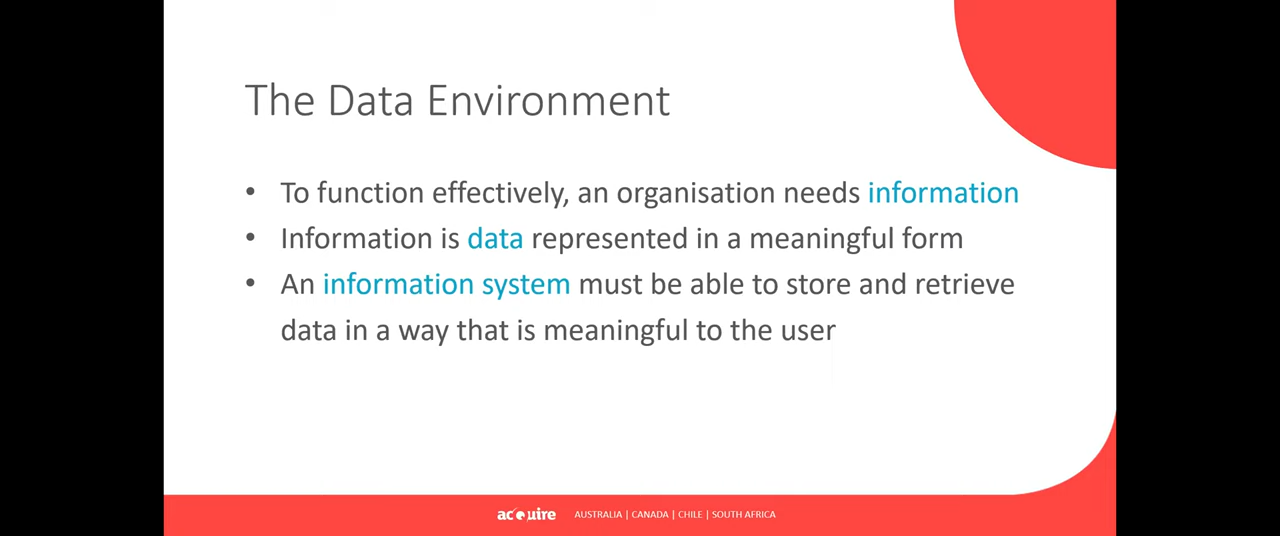 The Data Environment
• To function effectively, an organisation needs information
• Information is data represented in a meaningful form
• An information system must be able to store and retrieve
data in a way that is meaningful to the user
acQuire AUSTRALIA | CANADA | CHILE | SOUTH AFRICA